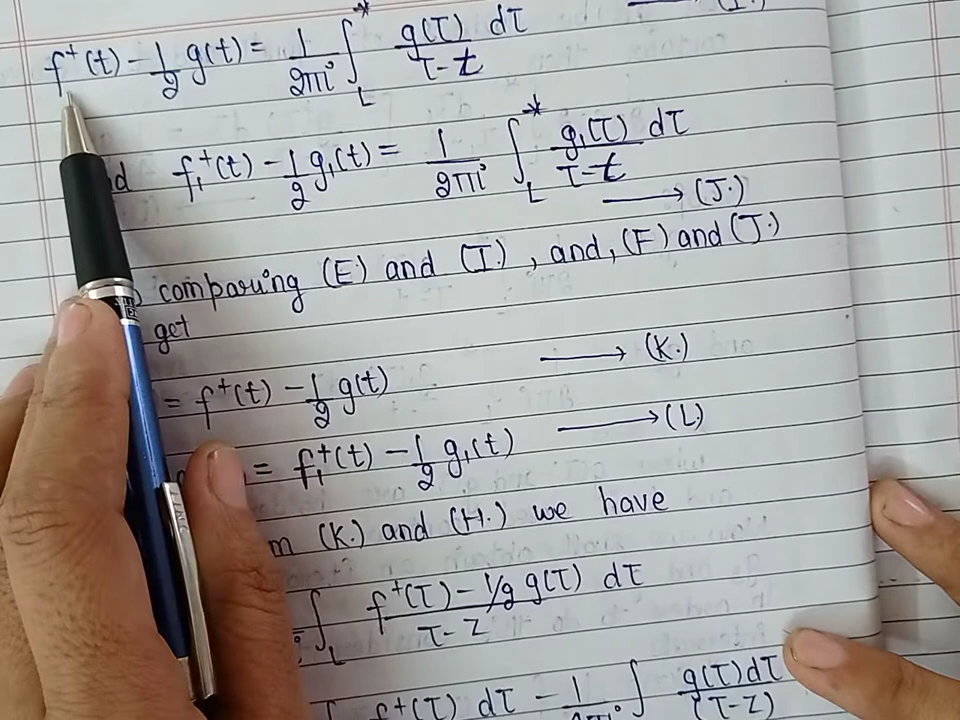 f⁺(t) - 1/2 g(t) = 1/2πi ∫*_L g(τ) dτ / τ-t
f₁⁺(t) - 1/2 g₁(t) = 1/2πi ∫*_L g₁(τ) dτ / τ-t
⟶ (J.)
comparing (E.) and (I.), and, (F) and (J.)
get
= f⁺(t) - 1/2 g(t) ⟶ (K.)
= f₁⁺(t) - 1/2 g₁(t) ⟶ (L)
(K.) and (H.) we have
∫_L f⁺(τ) - 1/2 g(τ) dτ / τ-z
f⁺(τ) dτ - 1/2πi ∫ g(τ)dτ / (τ-z)